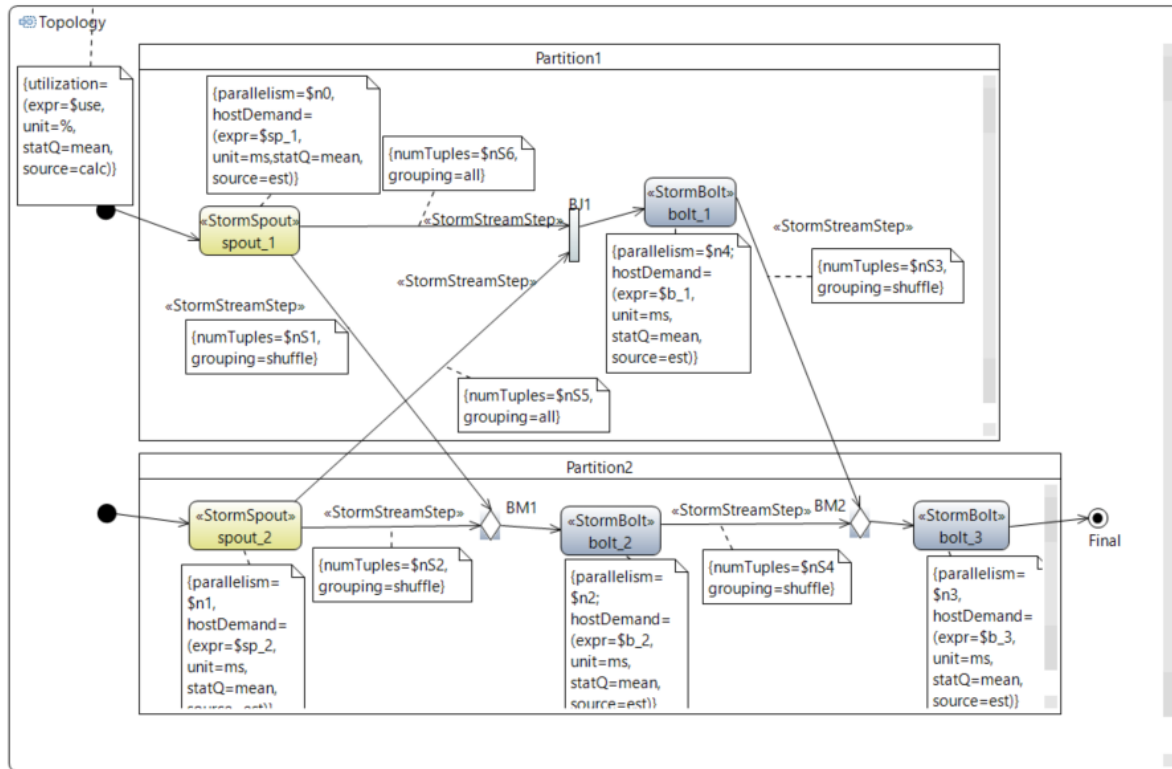 Topology
Partition1
{utilization=
(expr=$use,
unit=%,
statQ=mean,
source=calc)}
{parallelism=$n0,
hostDemand=
(expr=$sp_1,
unit=ms,statQ=mean,
source=est)}
{numTuples=$nS6,
grouping=all}
«StormSpout»
spout_1
«StormStreamStep»
BJ1
«StormBolt»
bolt_1
«StormStreamStep»
{numTuples=$nS3,
grouping=shuffle}
{parallelism=$n4;
hostDemand=
(expr=$b_1,
unit=ms,
statQ=mean,
source=est)}
«StormStreamStep»
«StormStreamStep»
{numTuples=$nS1,
grouping=shuffle}
{numTuples=$nS5,
grouping=all}
Partition2
«StormSpout»
spout_2
«StormStreamStep»
BM1
«StormBolt»
bolt_2
«StormStreamStep»
BM2
«StormBolt»
bolt_3
Final
{numTuples=$nS2,
grouping=shuffle}
{numTuples=$nS4
grouping=shuffle}
{parallelism=
$n1,
hostDemand=
(expr=$sp_2,
unit=ms,
statQ=mean,
source=est)}
{parallelism=
$n2;
hostDemand=
(expr=$b_2,
unit=ms,
statQ=mean,
source=est)}
{parallelism=
$n3,
hostDemand=
(expr=$b_3,
unit=ms,
statQ=mean,
source=est)}